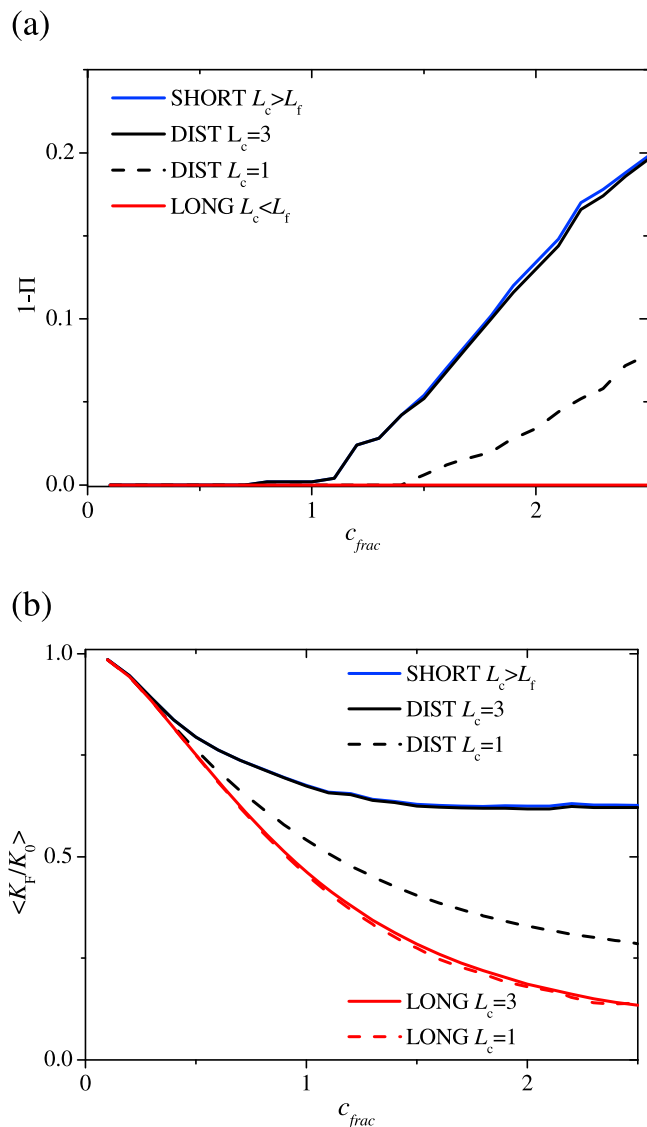 (a)
SHORT Lc>Lf
DIST Lc=3
DIST Lc=1
LONG Lc<Lf
0.2
0.1
0.0
1-Π
0 1 2
cfrac
(b)
1.0
0.5
0.0
SHORT Lc>Lf
DIST Lc=3
DIST Lc=1
<KF/K0>
LONG Lc=3
LONG Lc=1
0 1 2
cfrac